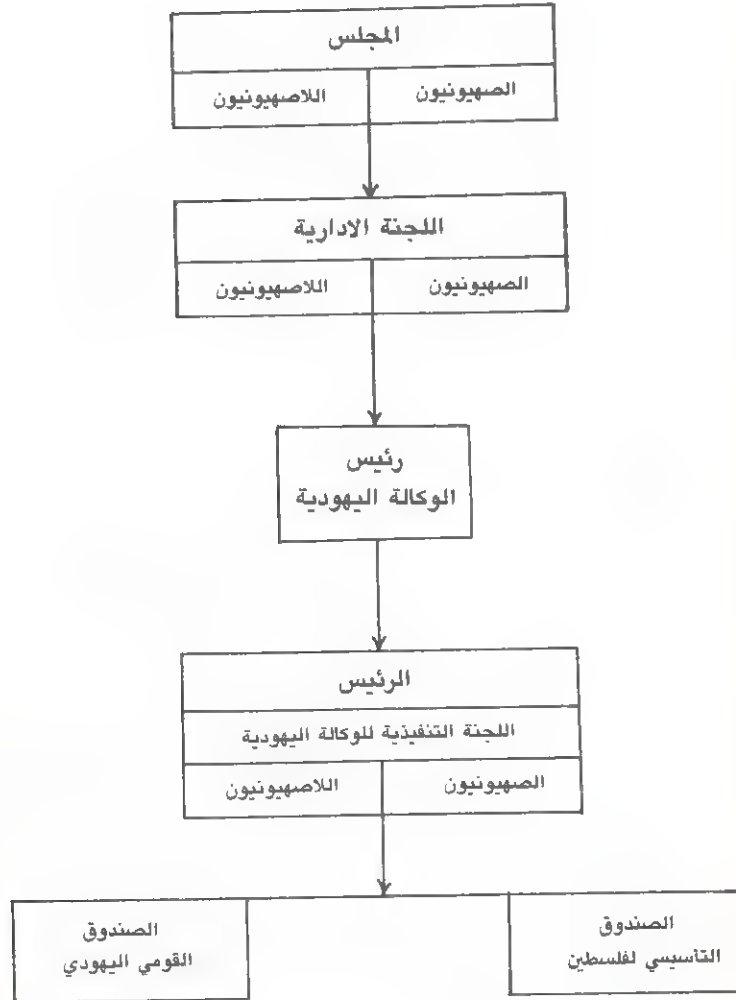 المجلس
الصهيونيون
اللاصهيونيون
اللجنة الادارية
الصهيونيون
اللاصهيونيون
رئيس
الوكالة اليهودية
الرئيس
اللجنة التنفيذية للوكالة اليهودية
الصهيونيون
اللاصهيونيون
الصندوق
التأسيسي لفلسطين
الصندوق
القومي اليهودي